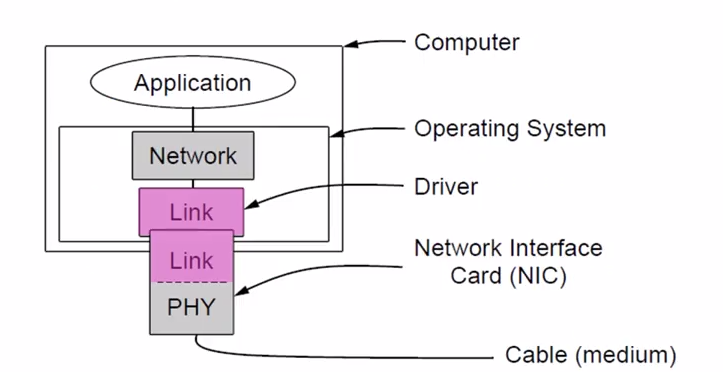 Computer
Application
Operating System
Network
Driver
Link
Network Interface
Card (NIC)
Link
PHY
Cable (medium)